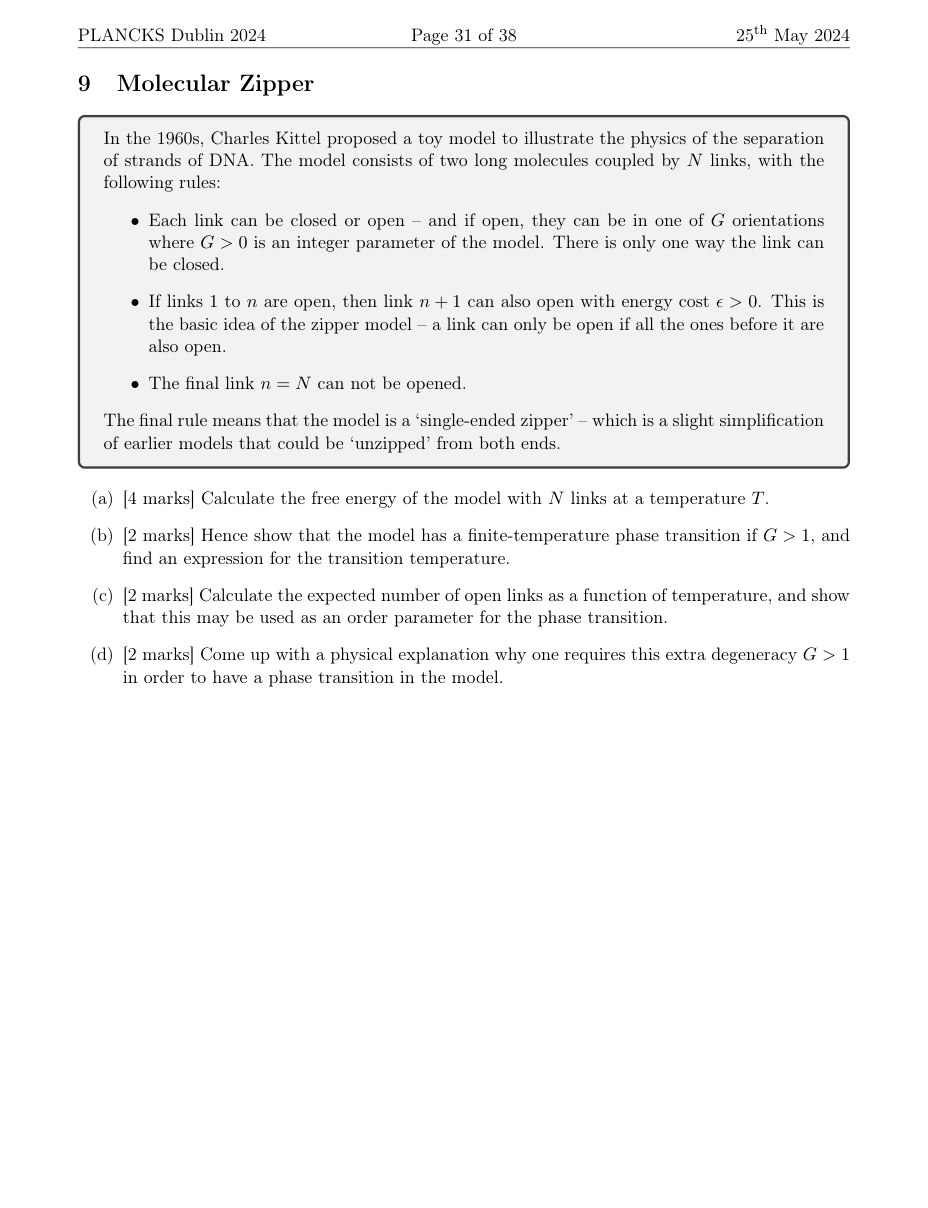 PLANCKS Dublin 2024 Page 31 of 38 25th May 2024
9 Molecular Zipper
In the 1960s, Charles Kittel proposed a toy model to illustrate the physics of the separation
of strands of DNA. The model consists of two long molecules coupled by N links, with the
following rules:
• Each link can be closed or open – and if open, they can be in one of G orientations
where G > 0 is an integer parameter of the model. There is only one way the link can
be closed.
• If links 1 to n are open, then link n + 1 can also open with energy cost ϵ > 0. This is
the basic idea of the zipper model – a link can only be open if all the ones before it are
also open.
• The final link n = N can not be opened.
The final rule means that the model is a ‘single-ended zipper’ – which is a slight simplification
of earlier models that could be ‘unzipped’ from both ends.
(a) [4 marks] Calculate the free energy of the model with N links at a temperature T.
(b) [2 marks] Hence show that the model has a finite-temperature phase transition if G > 1, and
find an expression for the transition temperature.
(c) [2 marks] Calculate the expected number of open links as a function of temperature, and show
that this may be used as an order parameter for the phase transition.
(d) [2 marks] Come up with a physical explanation why one requires this extra degeneracy G > 1
in order to have a phase transition in the model.